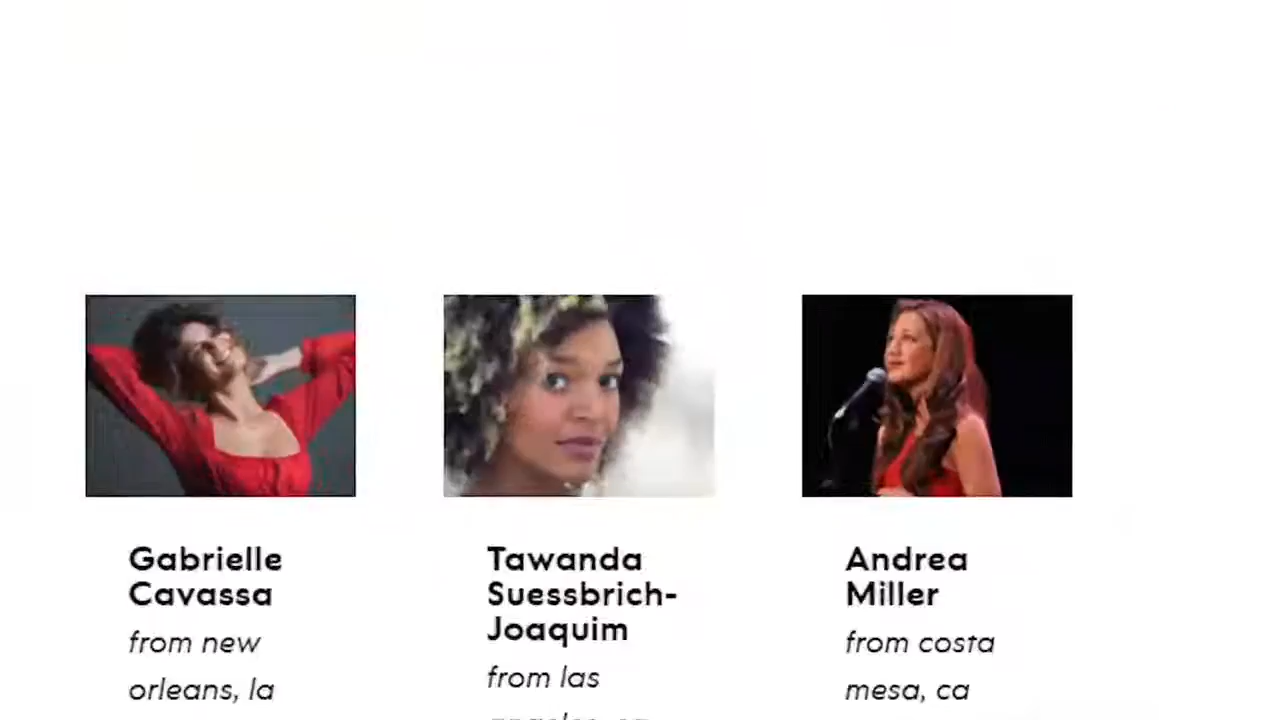 Gabrielle
Cavassa
from new
orleans, la
Tawanda
Suessbrich-
Joaquim
from las
Andrea
Miller
from costa
mesa, ca